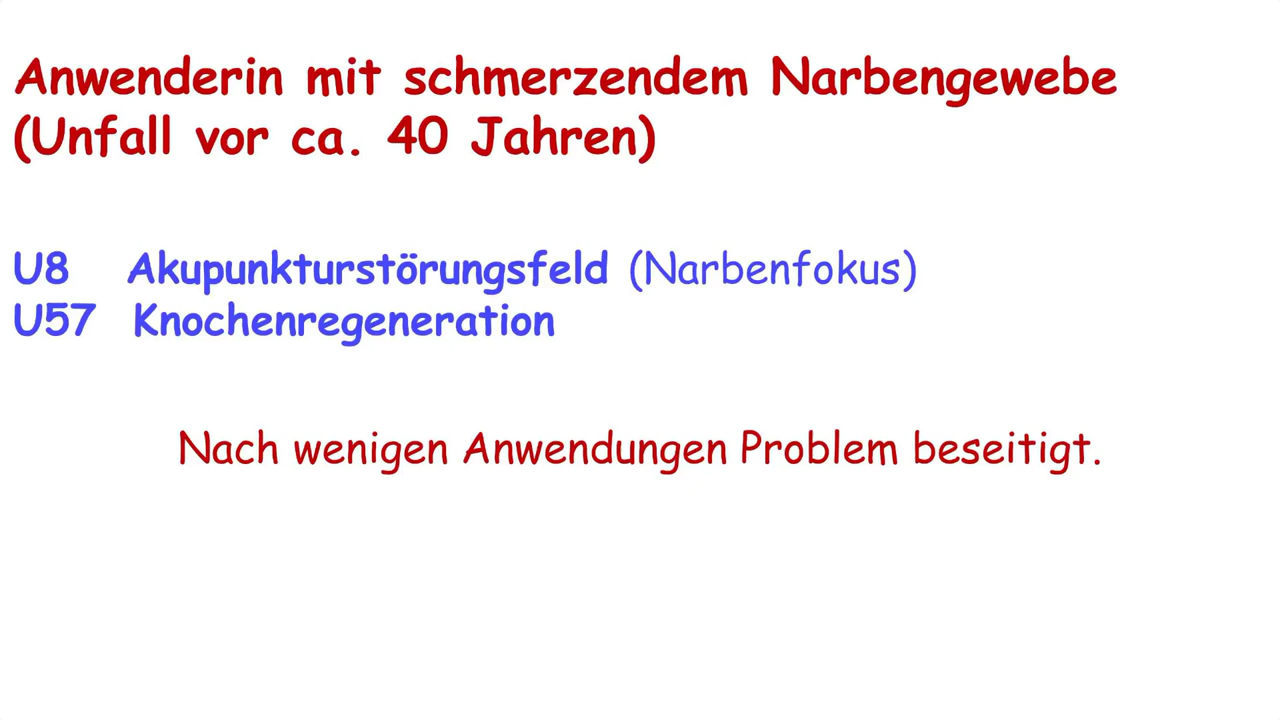 Anwenderin mit schmerzendem Narbengewebe
(Unfall vor ca. 40 Jahren)
U8 Akupunkturstörungsfeld (Narbenfokus)
U57 Knochenregeneration
Nach wenigen Anwendungen Problem beseitigt.